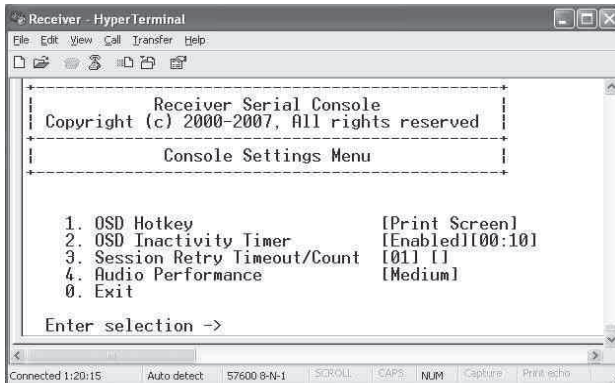 Receiver - HyperTerminal
File Edit View Call Transfer Help
Receiver Serial Console
Copyright (c) 2000-2007, All rights reserved
Console Settings Menu
1. OSD Hotkey [Print Screen]
2. OSD Inactivity Timer [Enabled][00:10]
3. Session Retry Timeout/Count [01] []
4. Audio Performance [Medium]
0. Exit
Enter selection ->
Connected 1:20:15 Auto detect 57600 8-N-1 SCROLL CAPS NUM Capture Print echo